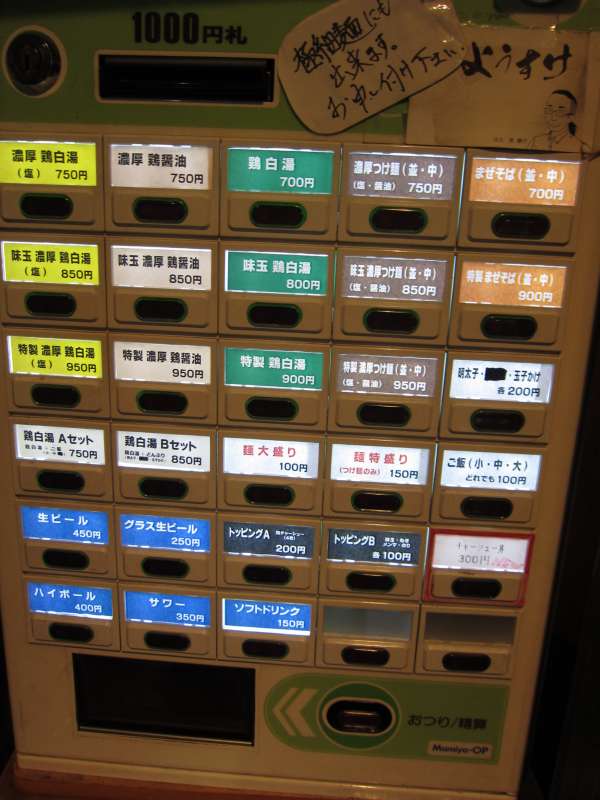 1000円札
極細麺にも
出来ます。
お申し付け下さい
ようすけ
濃厚 鶏白湯
(塩) 750円
濃厚 鶏醤油
750円
鶏白湯
700円
濃厚つけ麺(並・中)
(塩・醤油) 750円
まぜそば(並・中)
700円
味玉 濃厚 鶏白湯
(塩) 850円
味玉 濃厚 鶏醤油
850円
味玉 鶏白湯
800円
味玉 濃厚つけ麺(並・中)
(塩・醤油) 850円
特製 まぜそば(並・中)
900円
特製 濃厚 鶏白湯
(塩) 950円
特製 濃厚 鶏醤油
950円
特製 鶏白湯
900円
特製 濃厚つけ麺(並・中)
(塩・醤油) 950円
明太子・玉子かけ
各200円
鶏白湯 Aセット
750円
鶏白湯 Bセット
850円
麺大盛り
100円
麺特盛り
(つけ麺のみ) 150円
ご飯(小・中・大)
どれでも100円
生ビール
450円
グラス生ビール
250円
トッピングA
200円
トッピングB 味玉・ねぎ
メンマ・のり
各100円
チャーシュー丼
300円
ハイボール
400円
サワー
350円
ソフトドリンク
150円
おつり/精算
Mamiya-OP